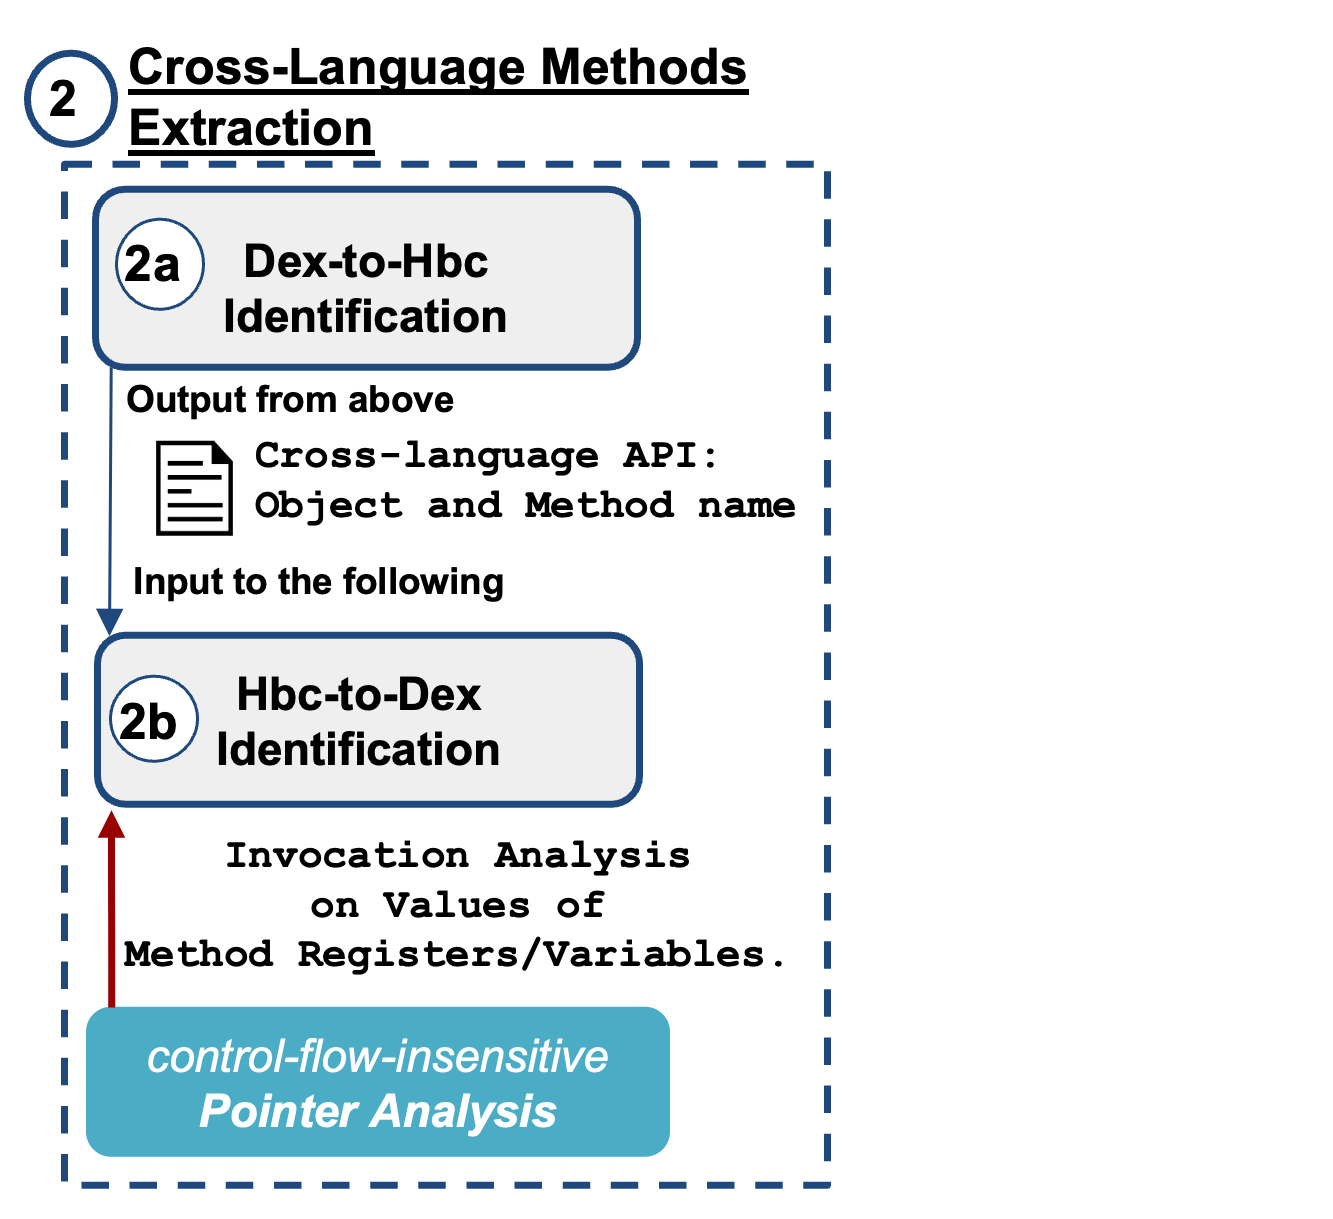 2
Cross-Language Methods
Extraction
2a
Dex-to-Hbc
Identification
Output from above
Cross-language API:
Object and Method name
Input to the following
2b
Hbc-to-Dex
Identification
Invocation Analysis
on Values of
Method Registers/Variables.
control-flow-insensitive
Pointer Analysis